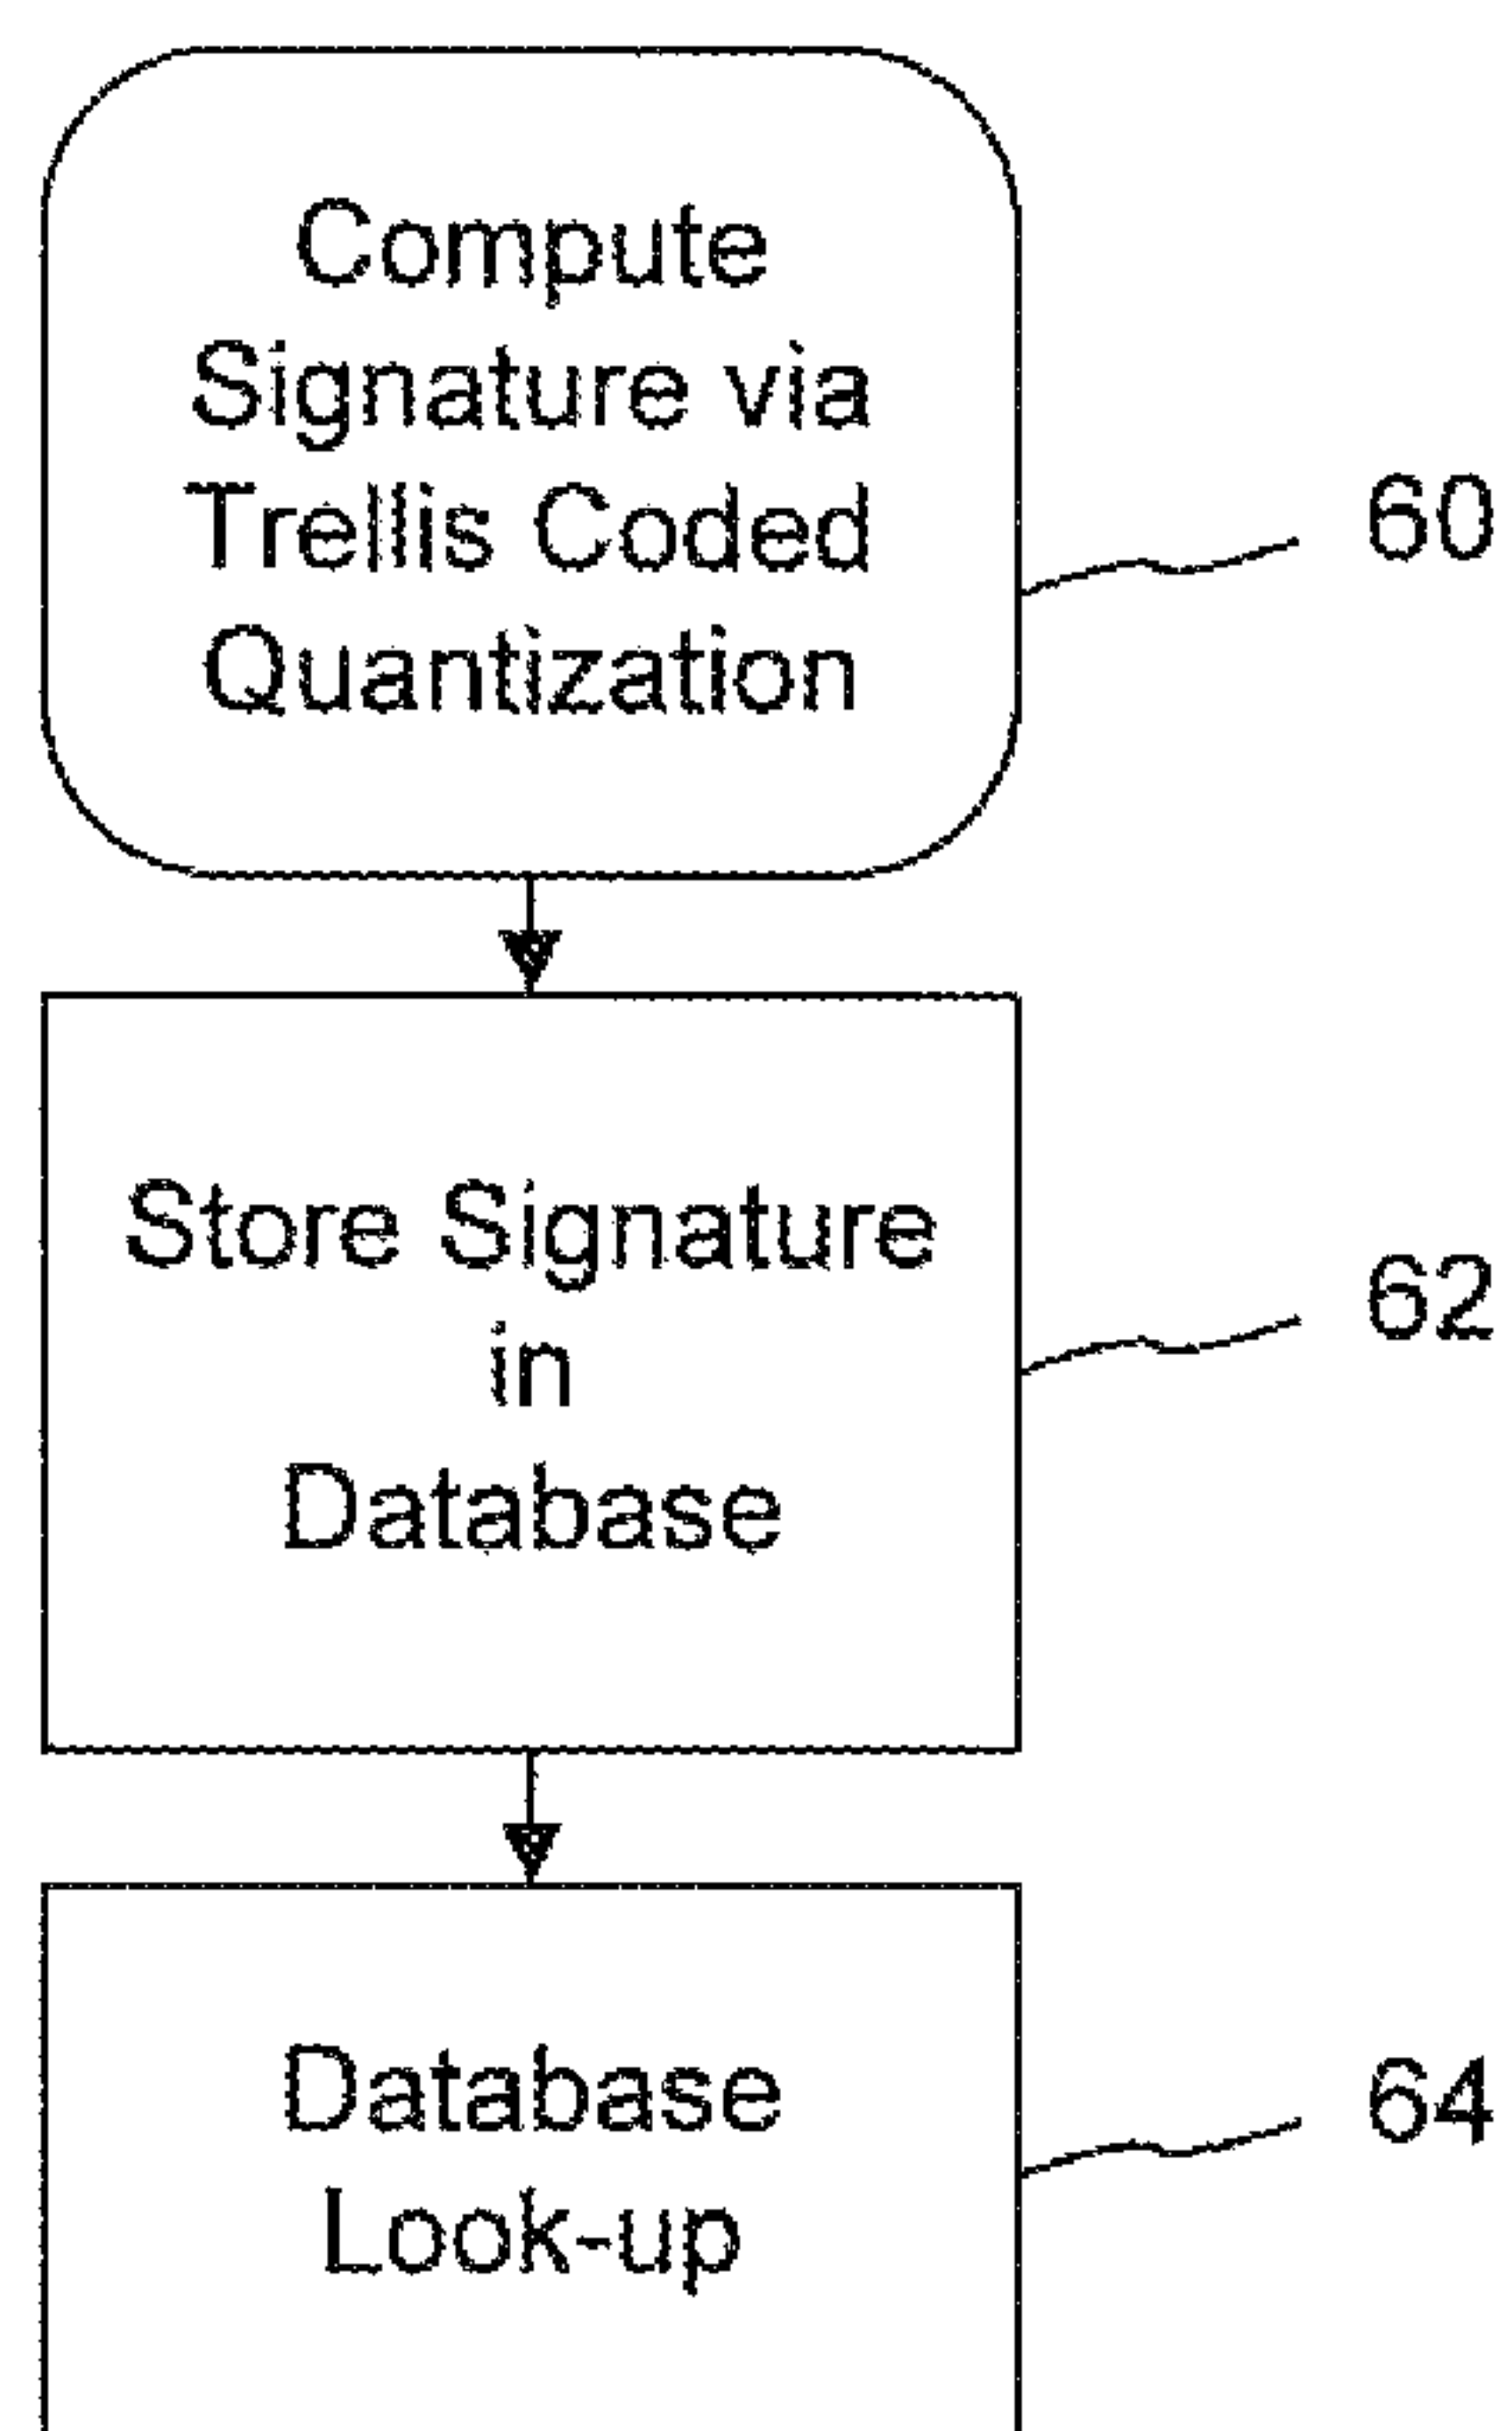 Compute
Signature via
Trellis Coded
Quantization
60
Store Signature
in
Database
62
Database
Look-up
64